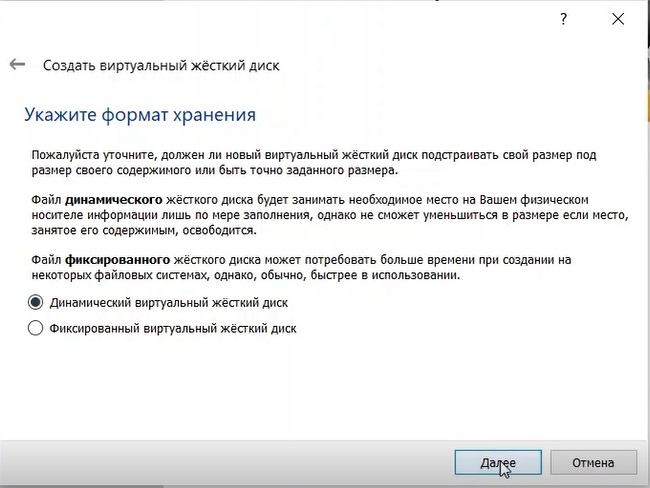 ?
Создать виртуальный жёсткий диск
Укажите формат хранения
Пожалуйста уточните, должен ли новый виртуальный жёсткий диск подстраивать свой размер под
размер своего содержимого или быть точно заданного размера.
Файл динамического жёсткого диска будет занимать необходимое место на Вашем физическом
носителе информации лишь по мере заполнения, однако не сможет уменьшиться в размере если место,
занятое его содержимым, освободится.
Файл фиксированного жёсткого диска может потребовать больше времени при создании на
некоторых файловых системах, однако, обычно, быстрее в использовании.
Динамический виртуальный жёсткий диск
Фиксированный виртуальный жёсткий диск
Далее
Отмена